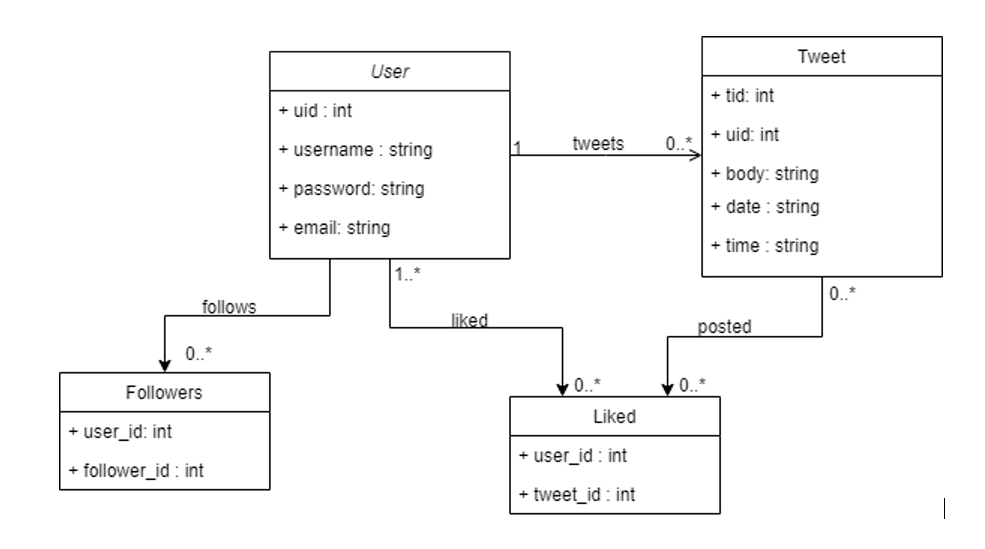 User
+ uid : int
+ username : string
+ password: string
+ email: string
1
tweets
0..*
Tweet
+ tid: int
+ uid: int
+ body: string
+ date : string
+ time : string
follows
0..*
1..*
liked
0..*
0..*
posted
0..*
Followers
+ user_id: int
+ follower_id : int
Liked
+ user_id : int
+ tweet_id : int